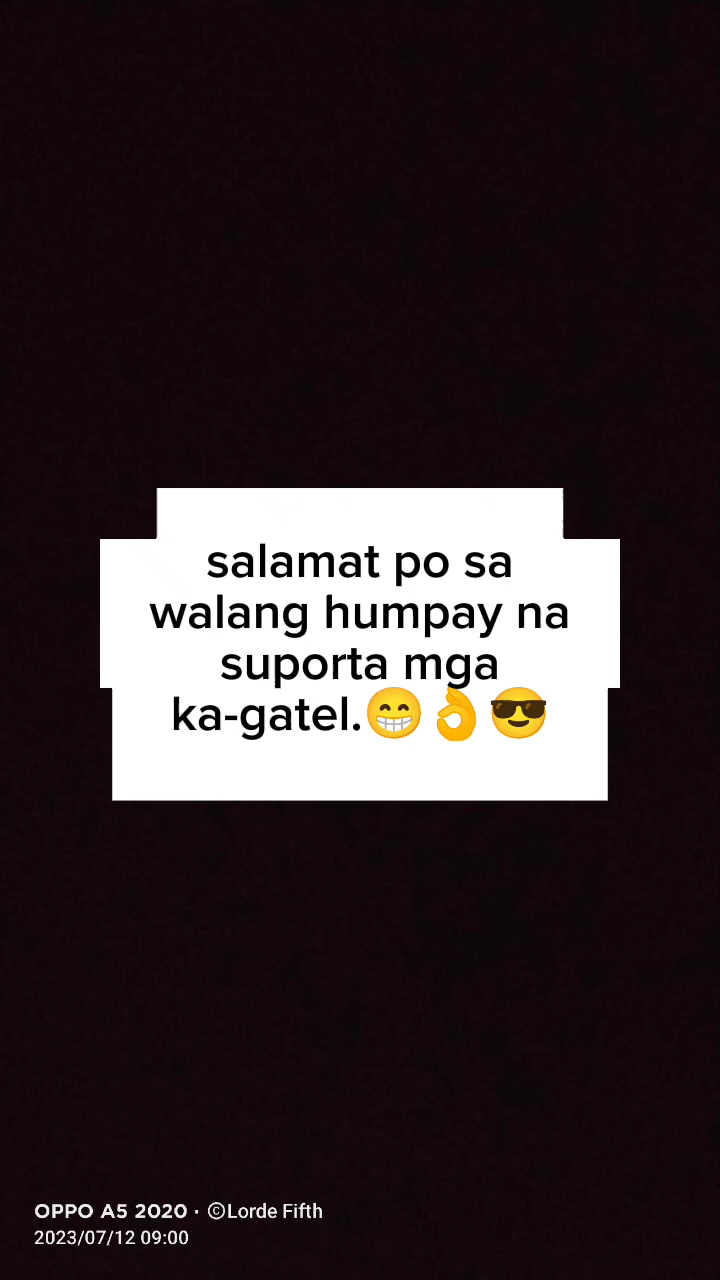 salamat po sa
walang humpay na
suporta mga
ka-gatel.😁👌😎
OPPO A5 2020 · ©Lorde Fifth
2023/07/12 09:00